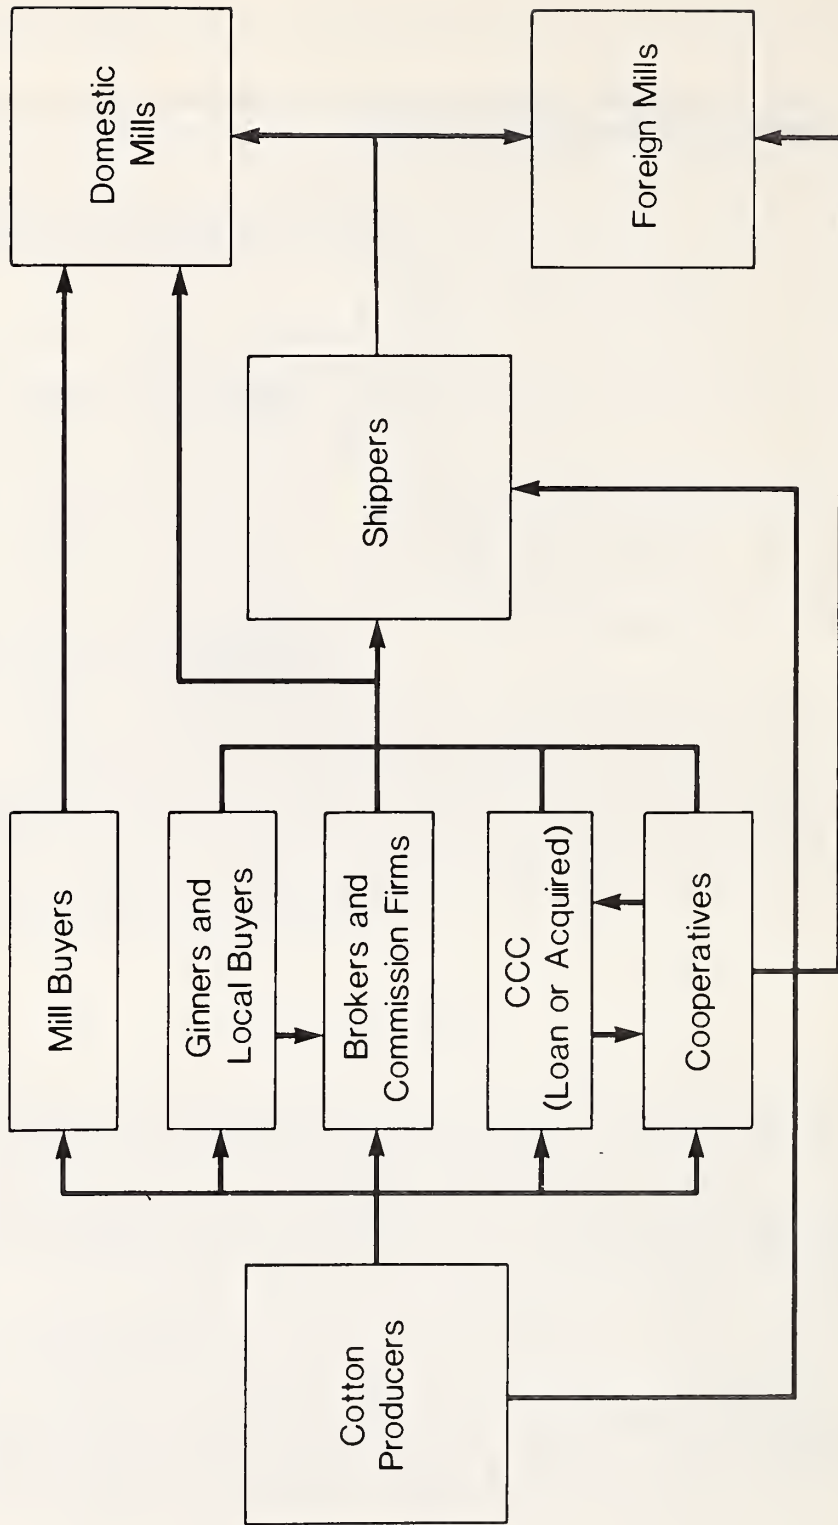 Cotton
Producers
Mill Buyers
Ginners and
Local Buyers
Brokers and
Commission Firms
CCC
(Loan or Acquired)
Cooperatives
Shippers
Domestic
Mills
Foreign Mills